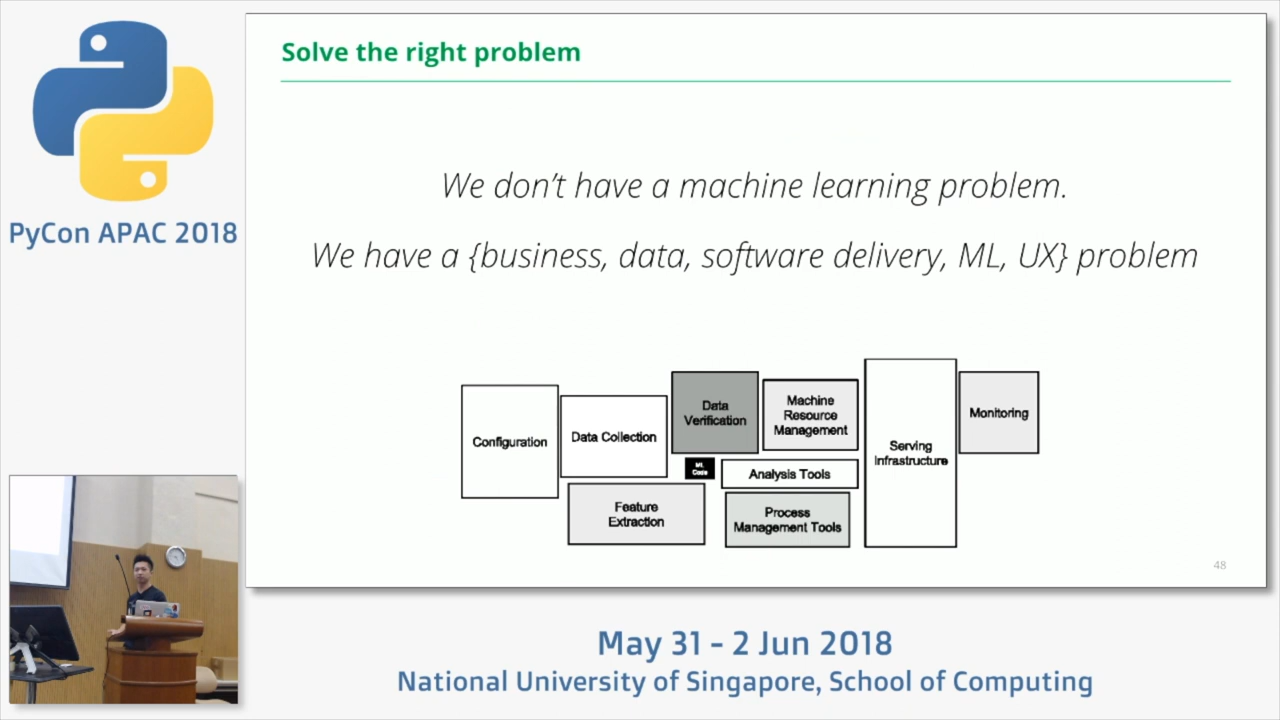 PyCon APAC 2018
Solve the right problem
We don't have a machine learning problem.
We have a {business, data, software delivery, ML, UX} problem
Configuration
Data Collection
Data
Verification
Machine
Resource
Management
Serving
Infrastructure
Monitoring
ML
Code
Analysis Tools
Feature
Extraction
Process
Management Tools
48
May 31 - 2 Jun 2018
National University of Singapore, School of Computing